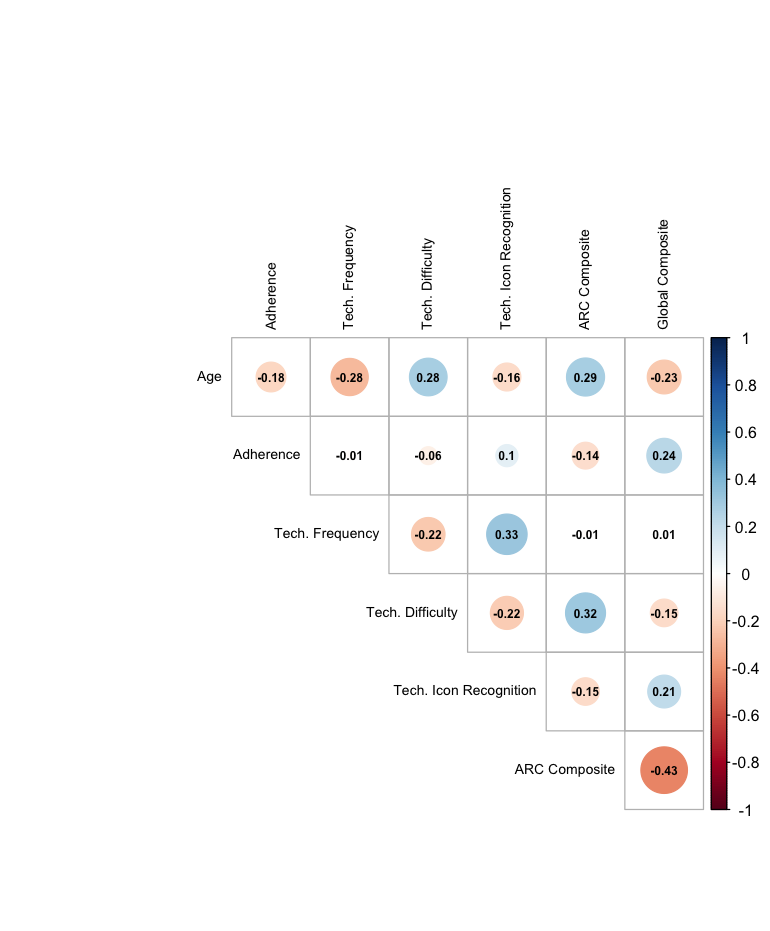 Adherence
Tech. Frequency
Tech. Difficulty
Tech. Icon Recognition
ARC Composite
Global Composite
Age
-0.18
-0.28
0.28
-0.16
0.29
-0.23
Adherence
-0.01
-0.06
0.1
-0.14
0.24
Tech. Frequency
-0.22
0.33
-0.01
0.01
Tech. Difficulty
-0.22
0.32
-0.15
Tech. Icon Recognition
-0.15
0.21
ARC Composite
-0.43
1
0.8
0.6
0.4
0.2
0
-0.2
-0.4
-0.6
-0.8
-1